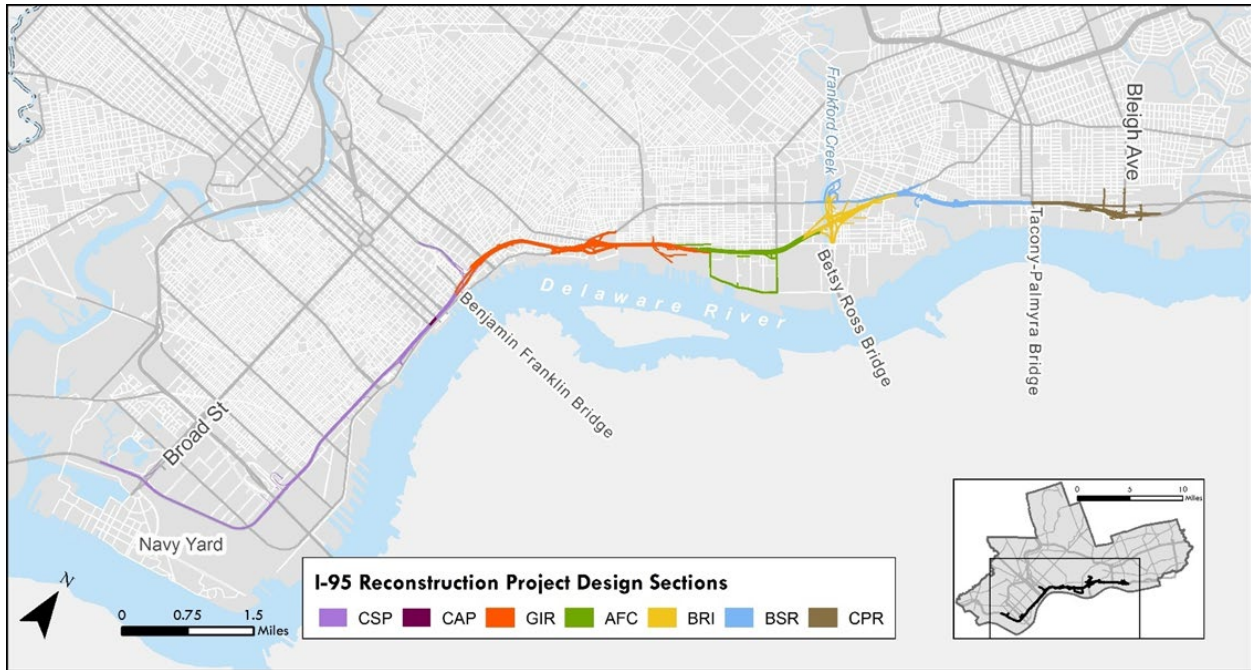 Frankford Creek
Bleigh Ave
Tacony-Palmyra Bridge
Betsy Ross Bridge
Delaware River
Benjamin Franklin Bridge
Broad St
Navy Yard
N
0 0.75 1.5
Miles
I-95 Reconstruction Project Design Sections
CSP CAP GIR AFC BRI BSR CPR
0 5 10
Miles